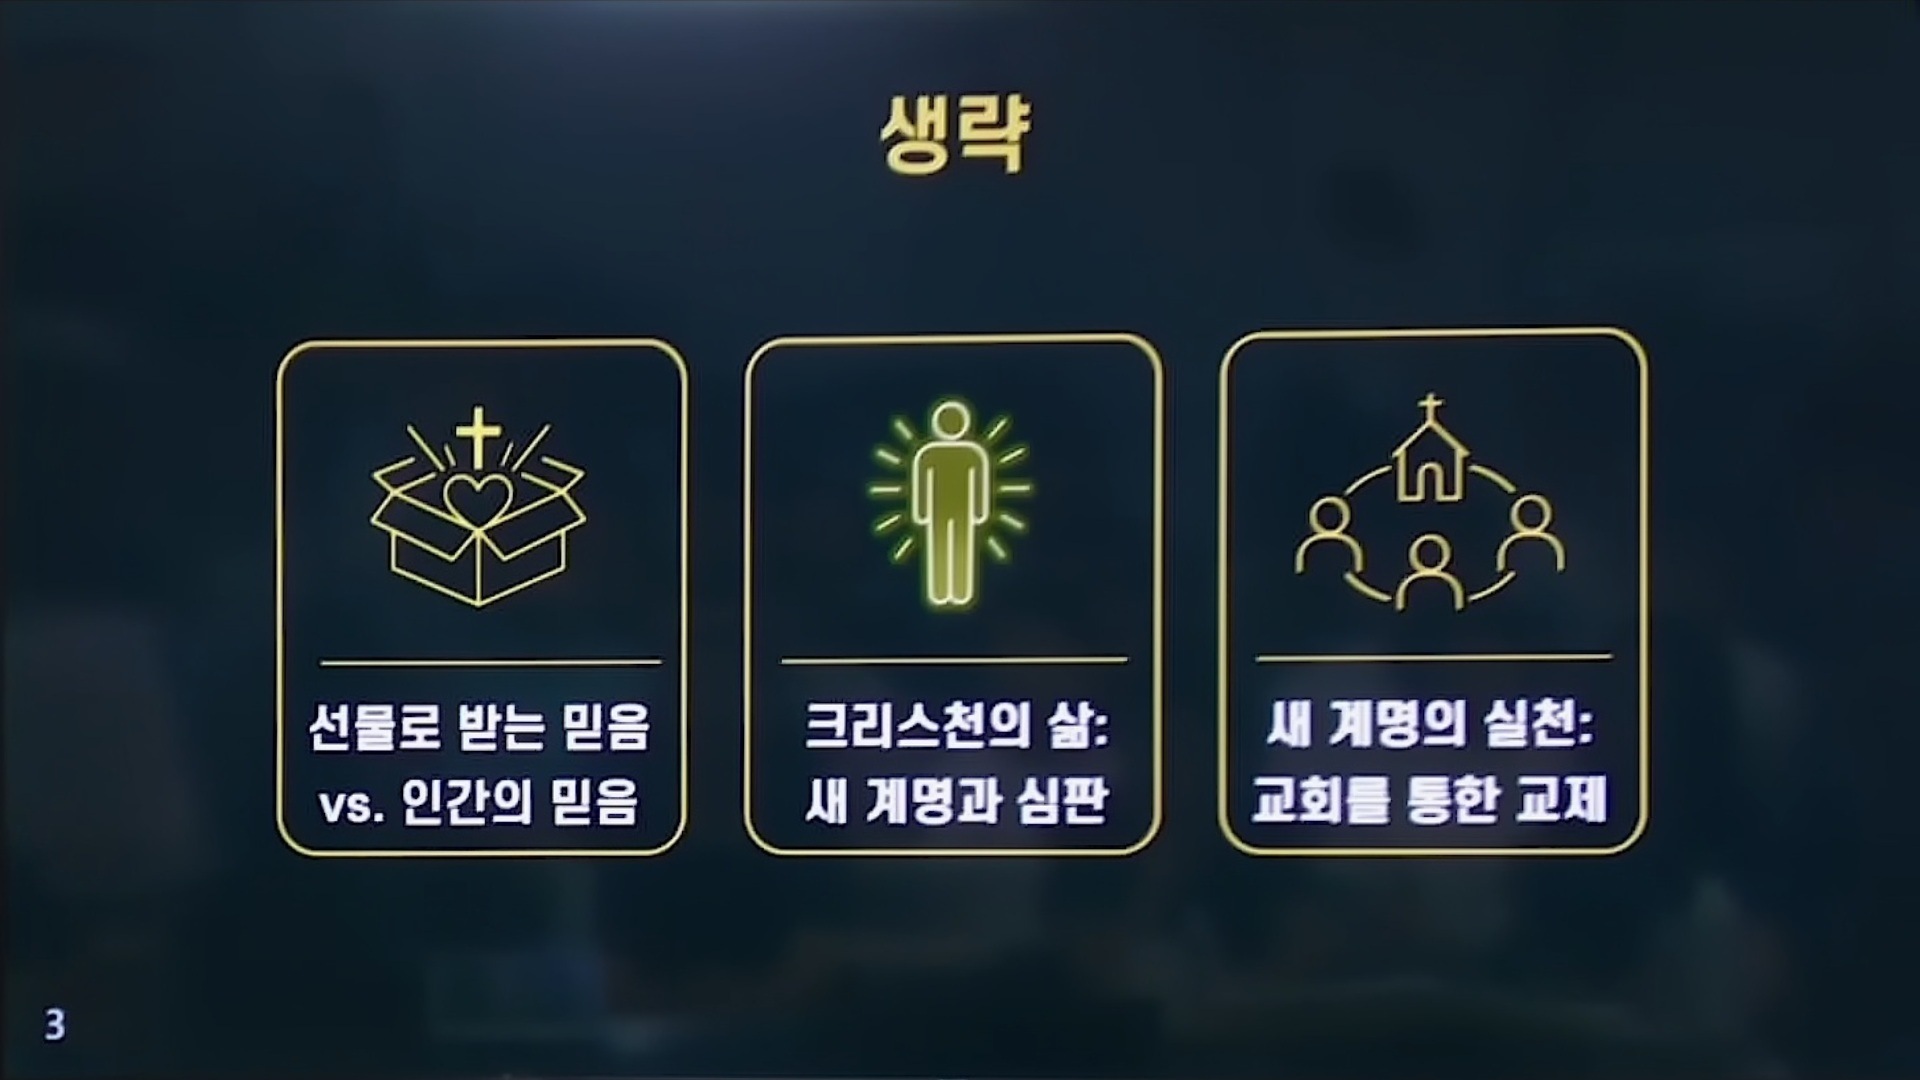 생략
선물로 받는 믿음
vs. 인간의 믿음
크리스천의 삶:
새 계명과 심판
새 계명의 실천:
교회를 통한 교제
3